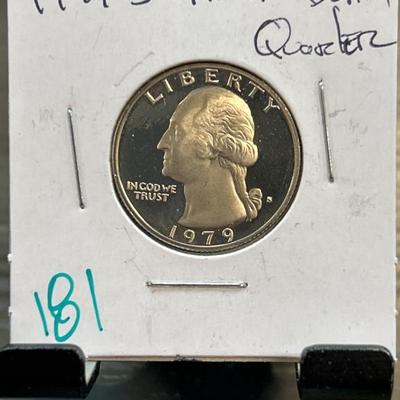 Quarter
LIBERTY
IN GOD WE
TRUST
S
1979
181